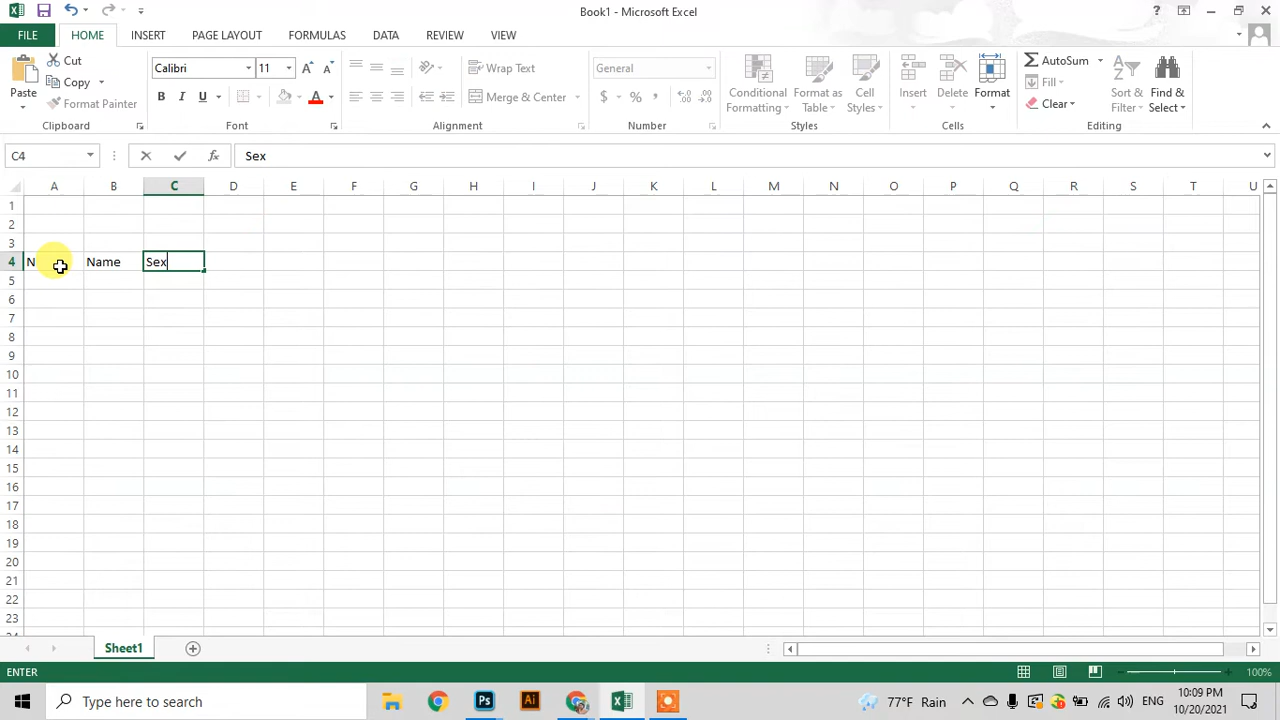 Book1 - Microsoft Excel
FILE HOME INSERT PAGE LAYOUT FORMULAS DATA REVIEW VIEW
Cut
Copy
Format Painter
Paste
Clipboard
Calibri 11
B I U A
Font
Wrap Text
Merge & Center
Alignment
General
$ % ,
Number
Conditional Formatting
Format as Table
Cell Styles
Styles
Insert
Delete
Format
Cells
AutoSum
Fill
Clear
Sort & Filter
Find & Select
Editing
C4 fx Sex
A B C D E F G H I J K L M N O P Q R S T U
1
2
3
4 N Name Sex
5
6
7
8
9
10
11
12
13
14
15
16
17
18
19
20
21
22
23
24
Sheet1
ENTER 100%
Type here to search
Ps Ai
77°F Rain
ENG
10:09 PM
10/20/2021